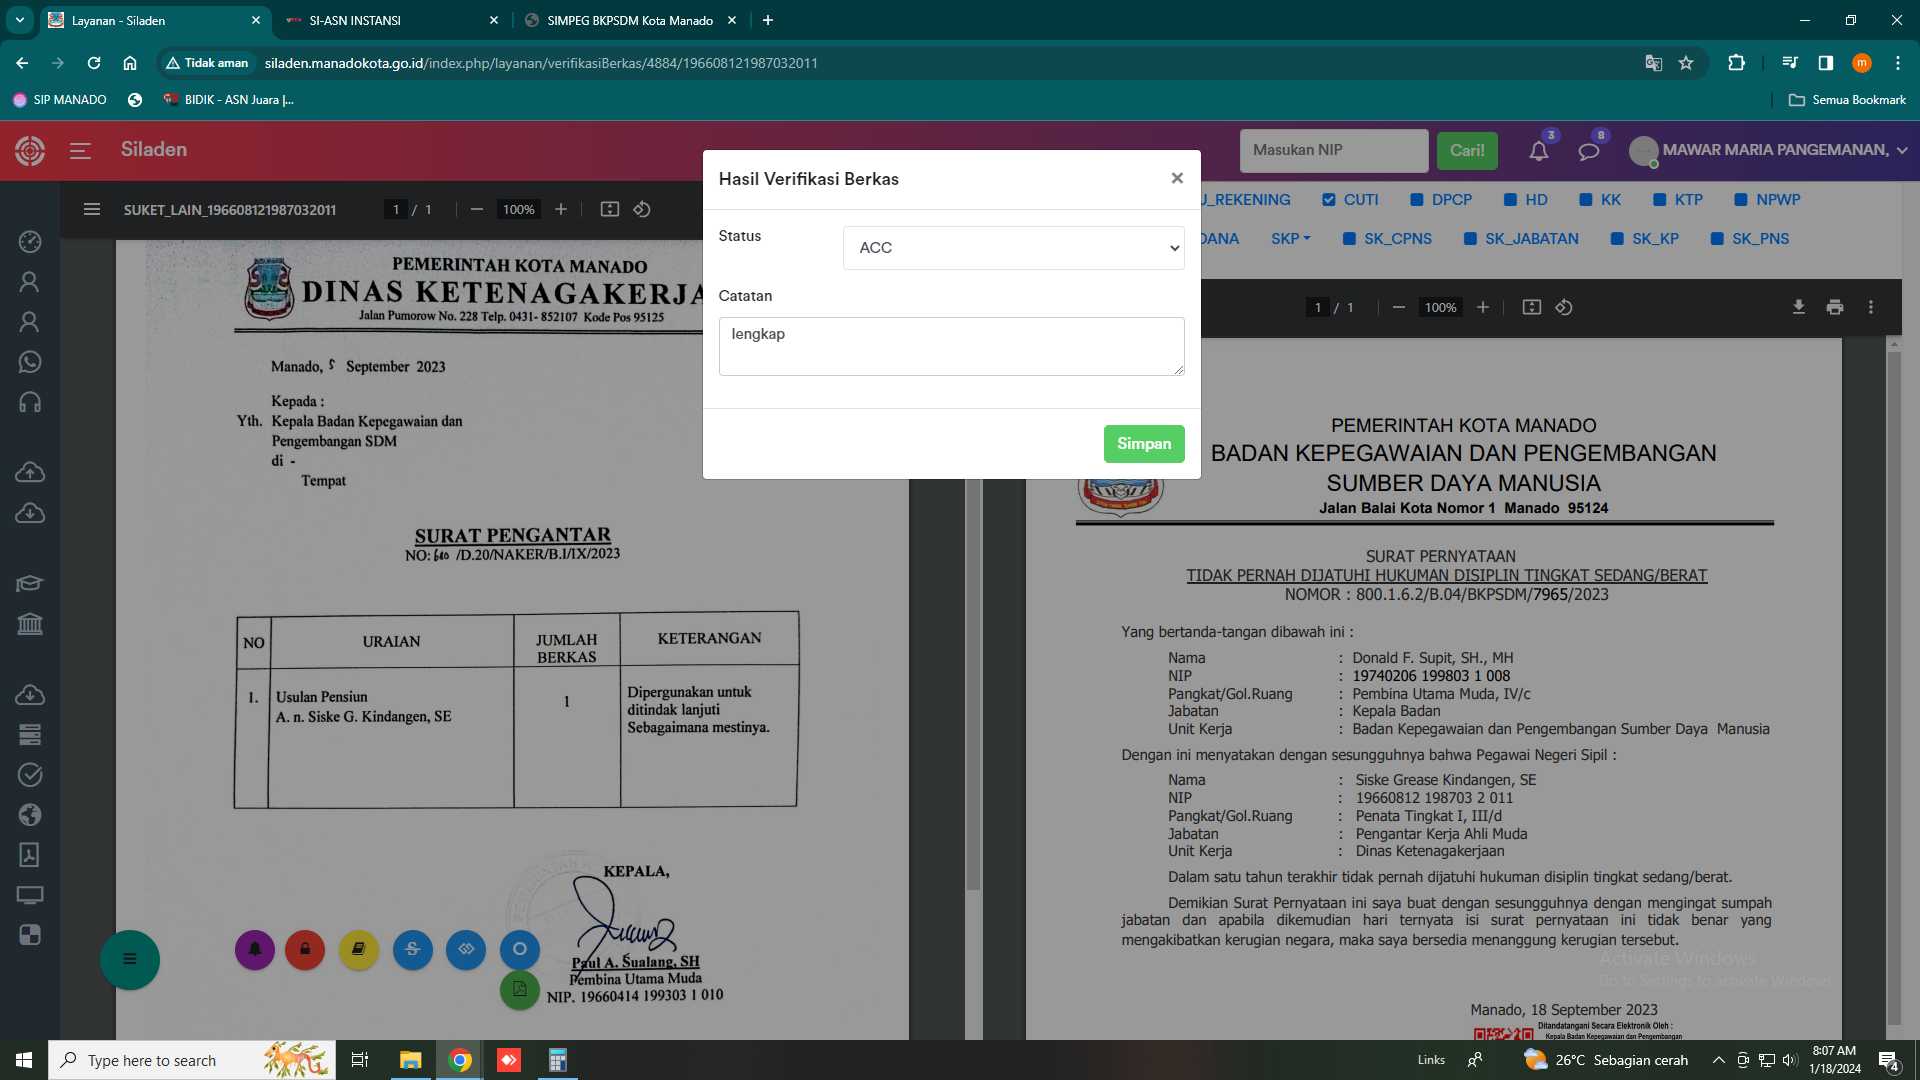 Layanan - Siladen
SI-ASN INSTANSI
SIMPEG BKPSDM Kota Manado
Tidak aman
siladen.manadokota.go.id/index.php/layanan/verifikasiBerkas/4884/196608121987032011
SIP MANADO
BIDIK - ASN Juara |...
Semua Bookmark
Siladen
Masukan NIP
Cari!
3
8
MAWAR MARIA PANGEMANAN,
SUKET_LAIN_196608121987032011
1 / 1
100%
Hasil Verifikasi Berkas
Status
ACC
Catatan
lengkap
Simpan
U_REKENING
CUTI
DPCP
HD
KK
KTP
NPWP
DANA
SKP
SK_CPNS
SK_JABATAN
SK_KP
SK_PNS
1 / 1
100%
PEMERINTAH KOTA MANADO
DINAS KETENAGAKERJA
Jalan Pumorow No. 228 Telp. 0431- 852107 Kode Pos 95125
Manado, 5 September 2023
Kepada :
Yth. Kepala Badan Kepegawaian dan
Pengembangan SDM
di -
Tempat
SURAT PENGANTAR
NO: /D.20/NAKER/B.I/IX/2023
NO
URAIAN
JUMLAH
BERKAS
KETERANGAN
1.
Usulan Pensiun
A. n. Siske G. Kindangen, SE
1
Dipergunakan untuk
ditindak lanjuti
Sebagaimana mestinya.
KEPALA,
Paul A. Sualang, SH
Pembina Utama Muda
NIP. 19660414 199303 1 010
PEMERINTAH KOTA MANADO
BADAN KEPEGAWAIAN DAN PENGEMBANGAN
SUMBER DAYA MANUSIA
Jalan Balai Kota Nomor 1 Manado 95124
SURAT PERNYATAAN
TIDAK PERNAH DIJATUHI HUKUMAN DISIPLIN TINGKAT SEDANG/BERAT
NOMOR : 800.1.6.2/B.04/BKPSDM/7965/2023
Yang bertanda-tangan dibawah ini :
Nama : Donald F. Supit, SH., MH
NIP : 19740206 199803 1 008
Pangkat/Gol.Ruang : Pembina Utama Muda, IV/c
Jabatan : Kepala Badan
Unit Kerja : Badan Kepegawaian dan Pengembangan Sumber Daya Manusia
Dengan ini menyatakan dengan sesungguhnya bahwa Pegawai Negeri Sipil :
Nama : Siske Grease Kindangen, SE
NIP : 19660812 198703 2 011
Pangkat/Gol.Ruang : Penata Tingkat I, III/d
Jabatan : Pengantar Kerja Ahli Muda
Unit Kerja : Dinas Ketenagakerjaan
Dalam satu tahun terakhir tidak pernah dijatuhi hukuman disiplin tingkat sedang/berat.
Demikian Surat Pernyataan ini saya buat dengan sesungguhnya dengan mengingat sumpah
jabatan dan apabila dikemudian hari ternyata isi surat pernyataan ini tidak benar yang
mengakibatkan kerugian negara, maka saya bersedia menanggung kerugian tersebut.
Activate Windows
Go to Settings to activate Windows.
Manado, 18 September 2023
Ditandatangani Secara Elektronik Oleh :
Kepala Badan Kepegawaian dan Pengembangan
Type here to search
Links
26°C Sebagian cerah
8:07 AM
1/18/2024
4